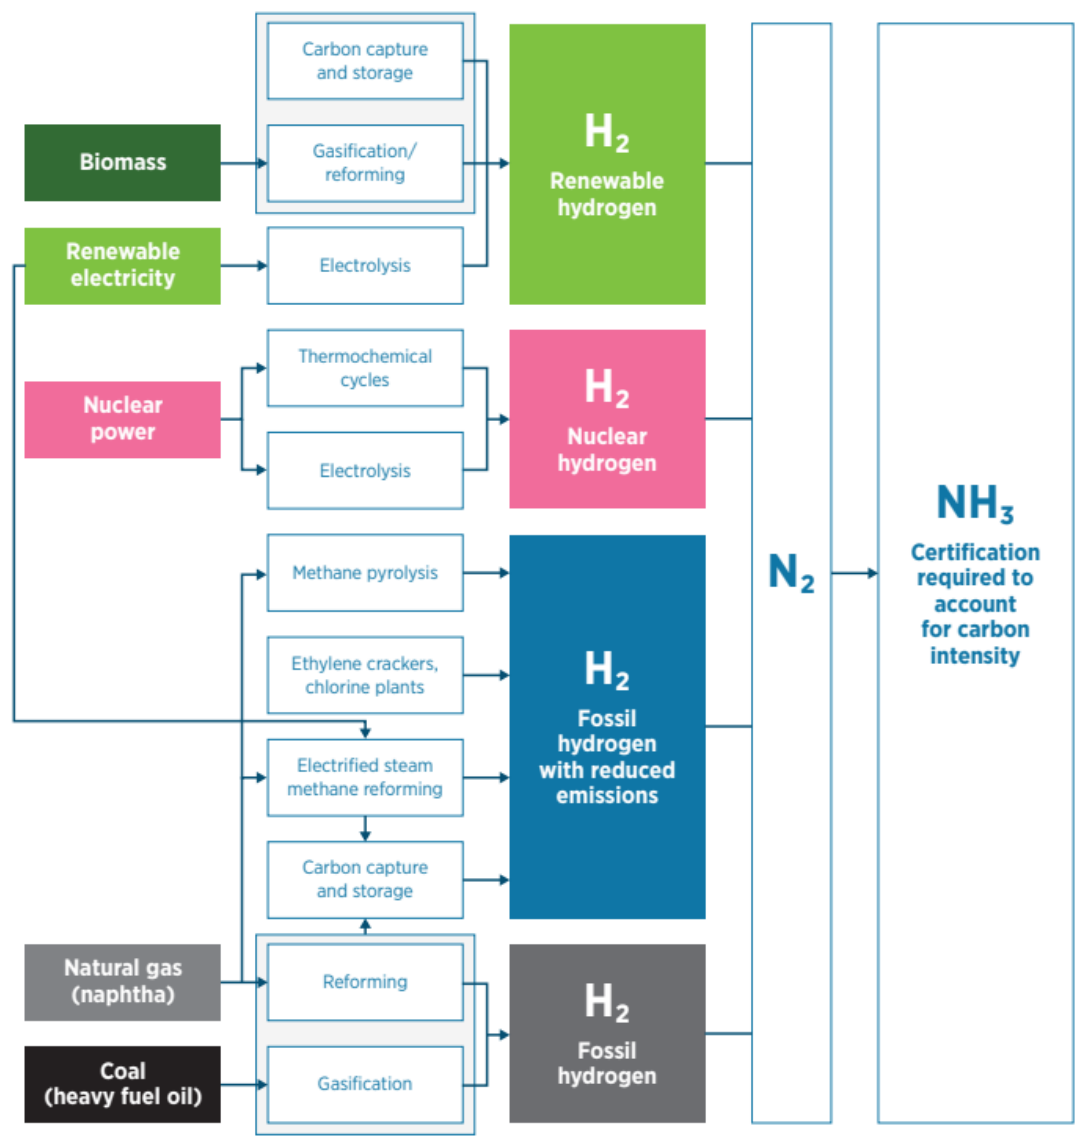 Carbon capture
and storage
Biomass
Gasification/
reforming
H₂
Renewable
hydrogen
Renewable
electricity
Electrolysis
Thermochemical
cycles
Nuclear
power
Electrolysis
H₂
Nuclear
hydrogen
Methane pyrolysis
Ethylene crackers,
chlorine plants
Electrified steam
methane reforming
Carbon capture
and storage
H₂
Fossil
hydrogen
with reduced
emissions
Natural gas
(naphtha)
Reforming
Coal
(heavy fuel oil)
Gasification
H₂
Fossil
hydrogen
N₂
NH₃
Certification
required to
account
for carbon
intensity